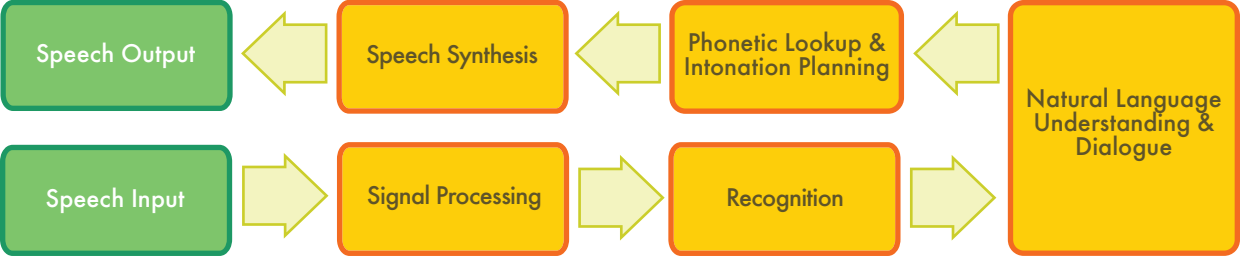 Speech Output
Speech Synthesis
Phonetic Lookup &
Intonation Planning
Natural Language
Understanding &
Dialogue
Speech Input
Signal Processing
Recognition